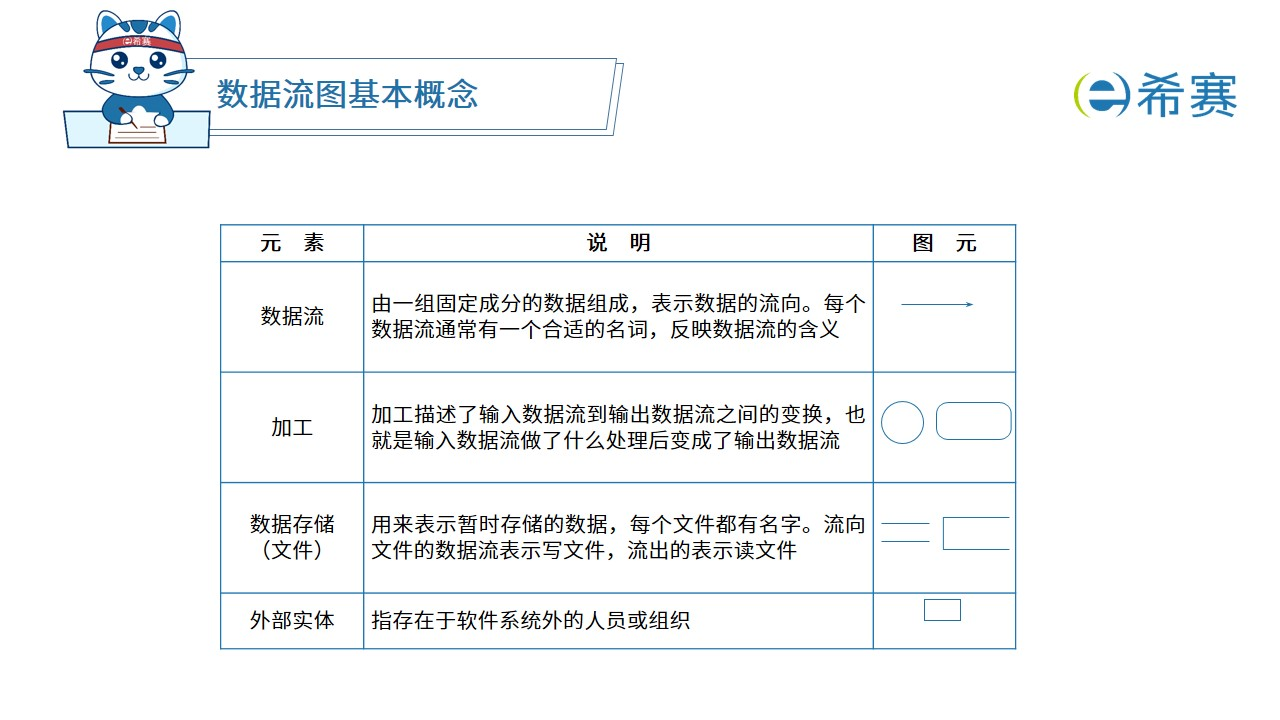 希赛
数据流图基本概念
希赛
元 素
说 明
图 元
数据流
由一组固定成分的数据组成，表示数据的流向。每个
数据流通常有一个合适的名词，反映数据流的含义
加工
加工描述了输入数据流到输出数据流之间的变换，也
就是输入数据流做了什么处理后变成了输出数据流
数据存储
（文件）
用来表示暂时存储的数据，每个文件都有名字。流向
文件的数据流表示写文件，流出的表示读文件
外部实体
指存在于软件系统外的人员或组织